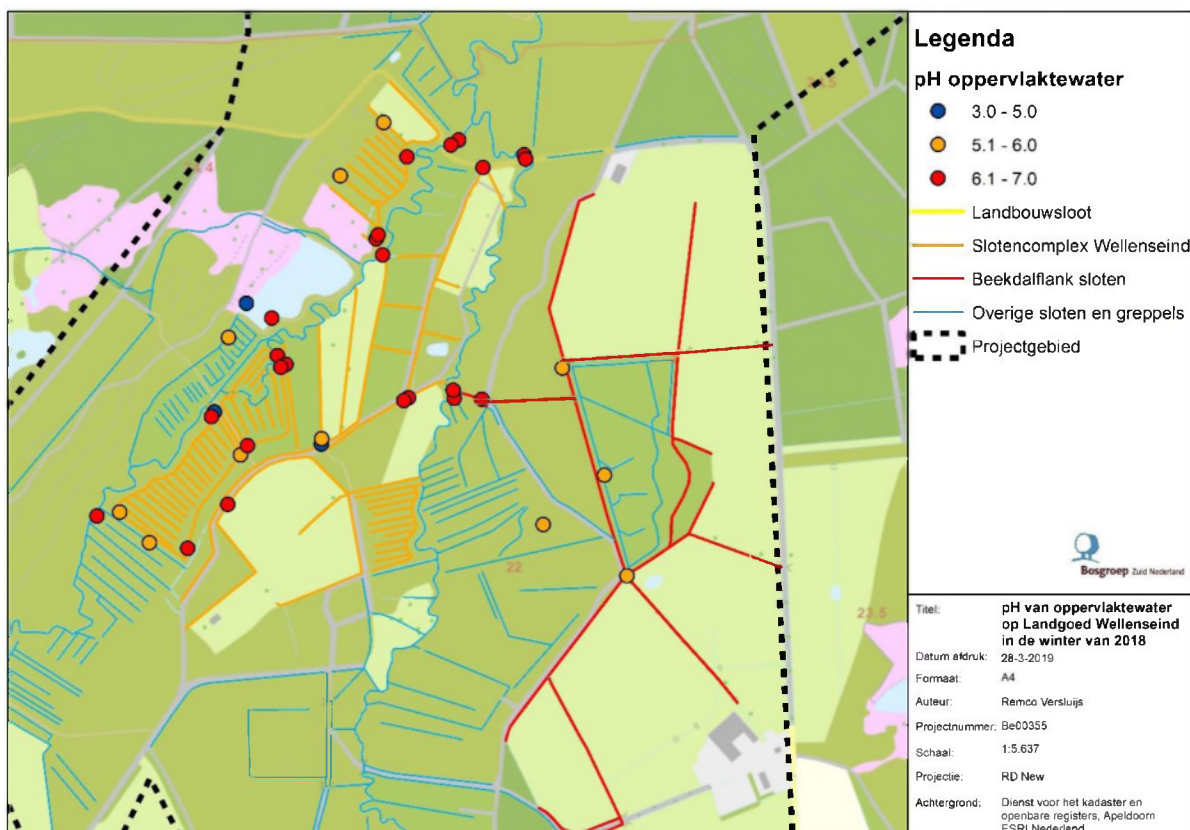 Legenda
pH oppervlaktewater
3.0 - 5.0
5.1 - 6.0
6.1 - 7.0
Landbouwsloot
Slotencomplex Wellenseind
Beekdalflank sloten
Overige sloten en greppels
Projectgebied
22
23.5
Bosgroep Zuid Nederland
Titel: pH van oppervlaktewater
op Landgoed Wellenseind
in de winter van 2018
Datum afdruk: 28-3-2019
Formaat: A4
Auteur: Remco Versluijs
Projectnummer: Be00355
Schaal: 1:5.637
Projectie: RD New
Achtergrond: Dienst voor het kadaster en
openbare registers, Apeldoorn
ESRI Nederland